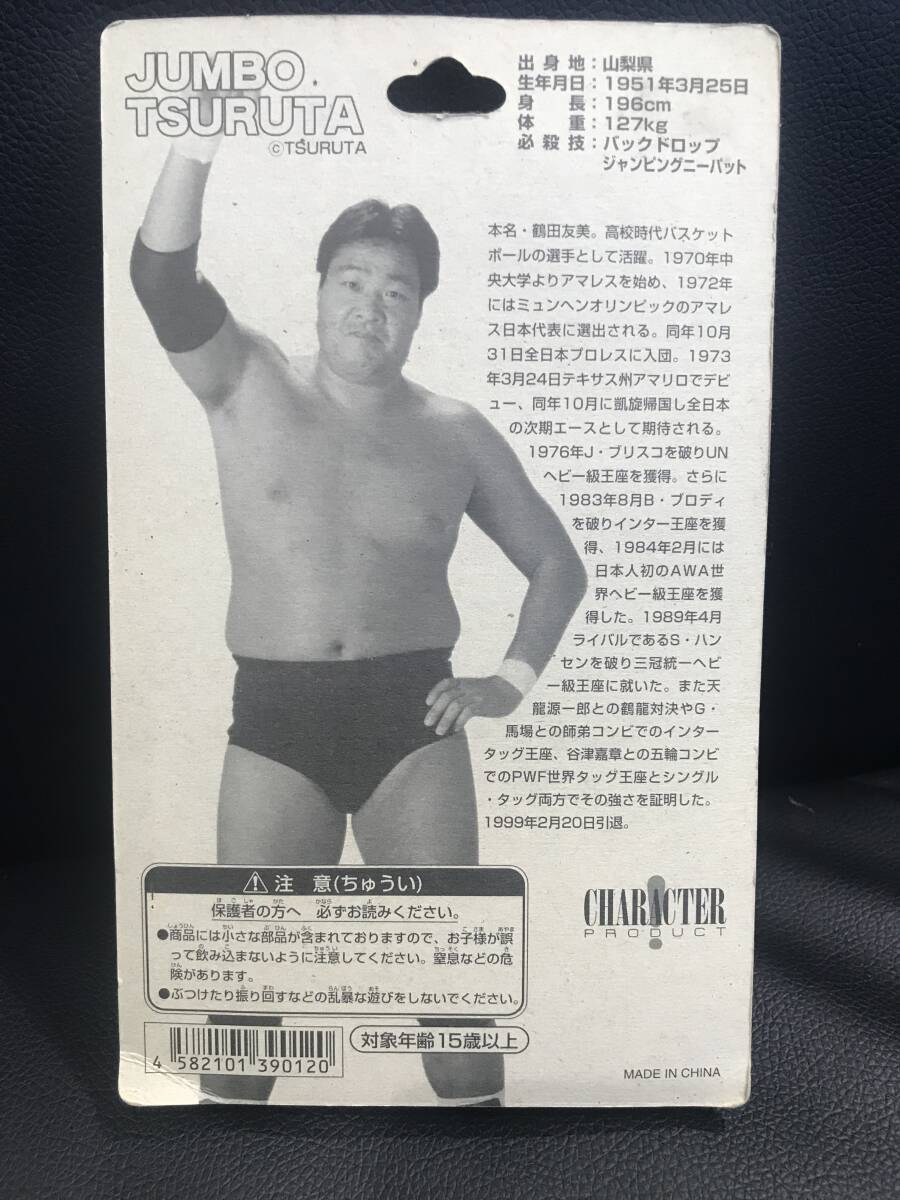 JUMBO
TSURUTA
©TSURUTA
出身地：山梨県
生年月日：1951年3月25日
身長：196cm
体重：127kg
必殺技：バックドロップ
ジャンピングニーパット
本名・鶴田友美。高校時代バスケット
ボールの選手として活躍。1970年中
央大学よりアマレスを始め、1972年
にはミュンヘンオリンピックのアマレ
ス日本代表に選出される。同年10月
31日全日本プロレスに入団。1973
年3月24日テキサス州アマリロでデビ
ュー、同年10月に凱旋帰国し全日本
の次期エースとして期待される。
1976年J・ブリスコを破りUN
ヘビー級王座を獲得。さらに
1983年8月B・ブロディ
を破りインター王座を獲
得、1984年2月には
日本人初のAWA世
界ヘビー級王座を獲
得した。1989年4月
ライバルであるS・ハン
センを破り三冠統一ヘビ
ー級王座に就いた。また天
龍源一郎との鶴龍対決やG・
馬場との師弟コンビでのインター
タッグ王座、谷津嘉章との五輪コンビ
でのPWF世界タッグ王座とシングル
・タッグ両方でその強さを証明した。
1999年2月20日引退。
注意(ちゅうい)
保護者の方へ 必ずお読みください。
●商品には小さな部品が含まれておりますので、お子様が誤
って飲み込まないように注意してください。窒息などの危
険があります。
●ぶつけたり振り回すなどの乱暴な遊びをしないでください。
CHARACTER
PRODUCT
4 582101 390120
対象年齢15歳以上
MADE IN CHINA